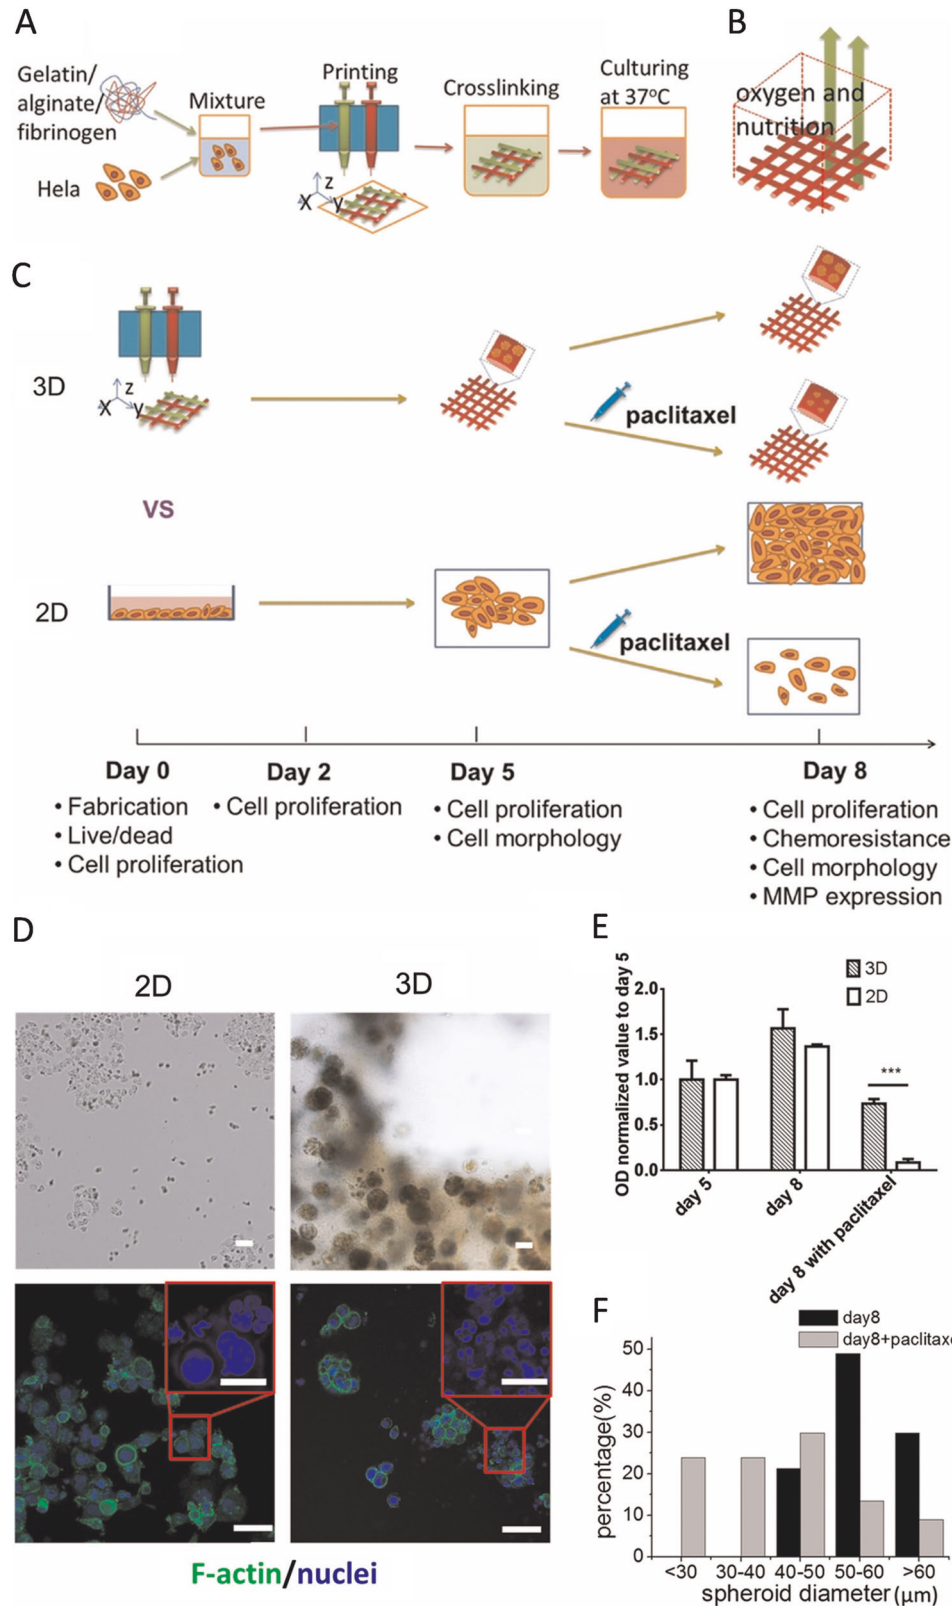 A
Gelatin/
alginate/
fibrinogen
Hela
Mixture
Printing
z
X
y
Crosslinking
Culturing
at 37°C
B
oxygen and
nutrition
C
3D
z
X
y
paclitaxel
VS
2D
paclitaxel
Day 0
• Fabrication
• Live/dead
• Cell proliferation
Day 2
• Cell proliferation
Day 5
• Cell proliferation
• Cell morphology
Day 8
• Cell proliferation
• Chemoresistance
• Cell morphology
• MMP expression
D
2D
3D
F-actin/nuclei
E
3D
2D
OD normalized value to day 5
2.0
1.5
1.0
0.5
0.0
***
day 5
day 8
day 8 with paclitaxel
F
day8
day8+paclitaxe
percentage(%)
50
40
30
20
10
0
<30
30-40
40-50
50-60
>60
spheroid diameter(μm)